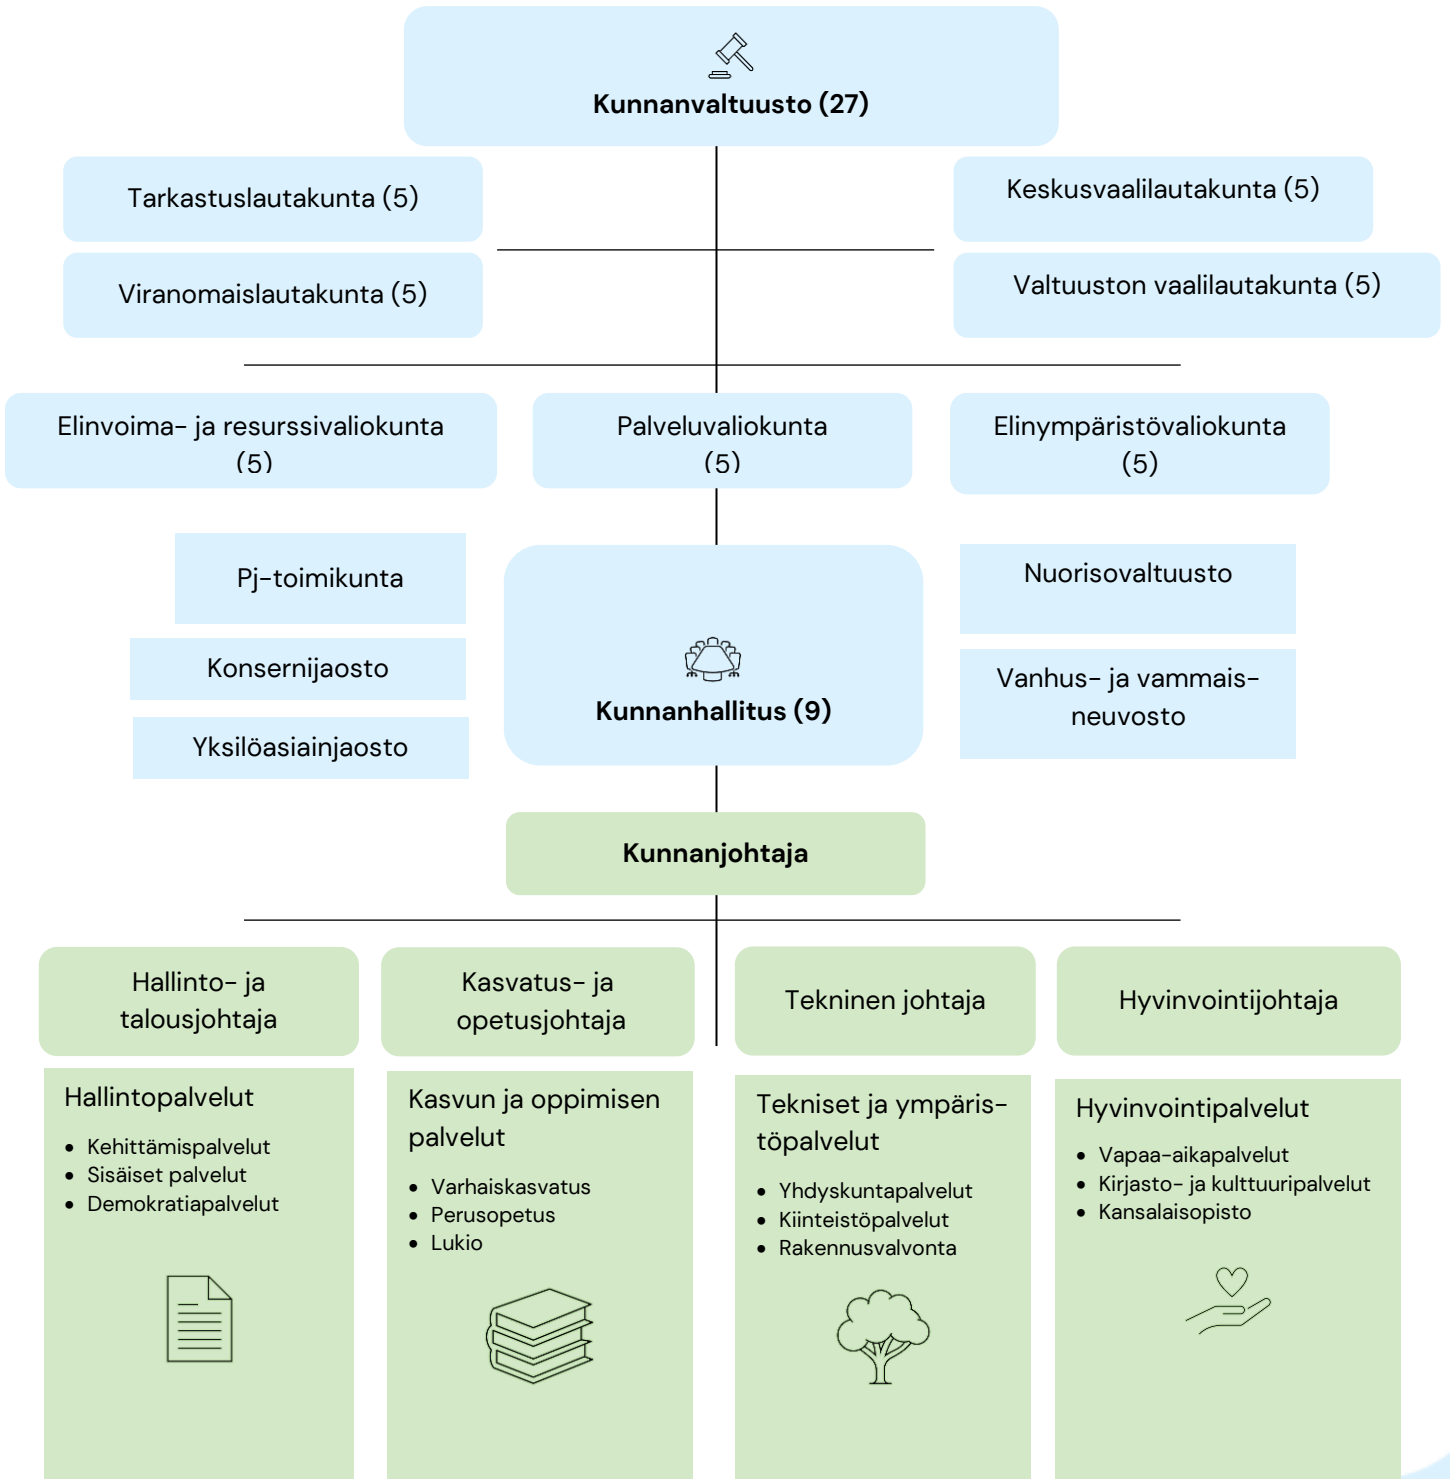 Kunnanvaltuusto (27)
Tarkastuslautakunta (5)
Keskusvaalilautakunta (5)
Viranomaislautakunta (5)
Valtuuston vaalilautakunta (5)
Elinvoima- ja resurssivaliokunta
(5)
Palveluvaliokunta
(5)
Elinympäristövaliokunta
(5)
Pj-toimikunta
Konsernijaosto
Yksilöasiainjaosto
Kunnanhallitus (9)
Nuorisovaltuusto
Vanhus- ja vammais-
neuvosto
Kunnanjohtaja
Hallinto- ja
talousjohtaja
Kasvatus- ja
opetusjohtaja
Tekninen johtaja
Hyvinvointijohtaja
Hallintopalvelut
• Kehittämispalvelut
• Sisäiset palvelut
• Demokratiapalvelut
Kasvun ja oppimisen
palvelut
• Varhaiskasvatus
• Perusopetus
• Lukio
Tekniset ja ympäris-
töpalvelut
• Yhdyskuntapalvelut
• Kiinteistöpalvelut
• Rakennusvalvonta
Hyvinvointipalvelut
• Vapaa-aikapalvelut
• Kirjasto- ja kulttuuripalvelut
• Kansalaisopisto